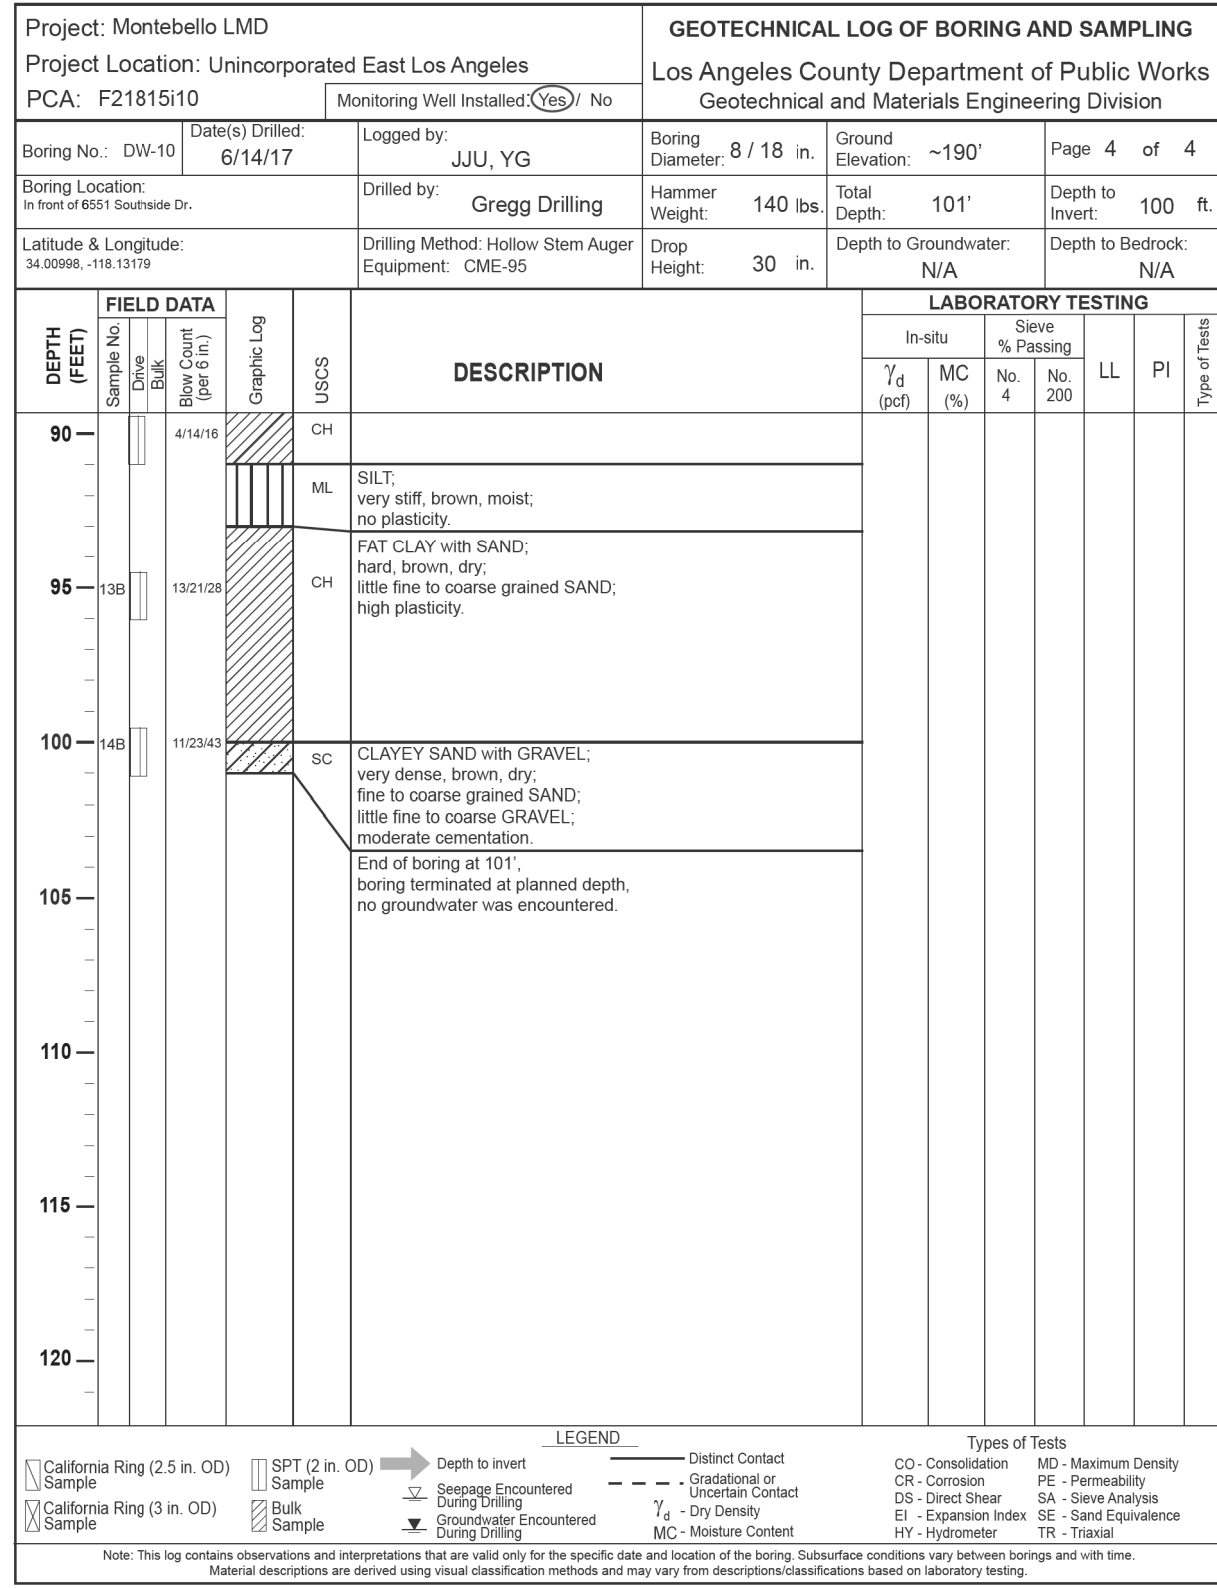 Project: Montebello LMD
Project Location: Unincorporated East Los Angeles
PCA: F21815i10
Monitoring Well Installed: Yes / No
GEOTECHNICAL LOG OF BORING AND SAMPLING
Los Angeles County Department of Public Works
Geotechnical and Materials Engineering Division
Boring No.: DW-10
Date(s) Drilled:
6/14/17
Logged by:
JJU, YG
Boring
Diameter: 8 / 18 in.
Ground
Elevation: ~190'
Page 4 of 4
Boring Location:
In front of 6551 Southside Dr.
Drilled by:
Gregg Drilling
Hammer
Weight: 140 lbs.
Total
Depth: 101'
Depth to
Invert: 100 ft.
Latitude & Longitude:
34.00998, -118.13179
Drilling Method: Hollow Stem Auger
Equipment: CME-95
Drop
Height: 30 in.
Depth to Groundwater:
N/A
Depth to Bedrock:
N/A
DEPTH
(FEET)
FIELD DATA
Sample No.
Drive
Bulk
Blow Count
(per 6 in.)
Graphic Log
USCS
DESCRIPTION
LABORATORY TESTING
In-situ
Sieve
% Passing
γd
(pcf)
MC
(%)
No.
4
No.
200
LL
PI
Type of Tests
90 4/14/16 CH
ML
SILT;
very stiff, brown, moist;
no plasticity.
FAT CLAY with SAND;
hard, brown, dry;
95 13B 13/21/28 CH little fine to coarse grained SAND;
high plasticity.
100 14B 11/23/43
SC
CLAYEY SAND with GRAVEL;
very dense, brown, dry;
fine to coarse grained SAND;
little fine to coarse GRAVEL;
moderate cementation.
End of boring at 101',
boring terminated at planned depth,
105 no groundwater was encountered.
110
115
120
LEGEND
California Ring (2.5 in. OD)
Sample
California Ring (3 in. OD)
Sample
SPT (2 in. OD)
Sample
Bulk
Sample
Depth to invert
Seepage Encountered
During Drilling
Groundwater Encountered
During Drilling
Distinct Contact
Gradational or
Uncertain Contact
γd - Dry Density
MC - Moisture Content
Types of Tests
CO - Consolidation MD - Maximum Density
CR - Corrosion PE - Permeability
DS - Direct Shear SA - Sieve Analysis
EI - Expansion Index SE - Sand Equivalence
HY - Hydrometer TR - Triaxial
Note: This log contains observations and interpretations that are valid only for the specific date and location of the boring. Subsurface conditions vary between borings and with time.
Material descriptions are derived using visual classification methods and may vary from descriptions/classifications based on laboratory testing.